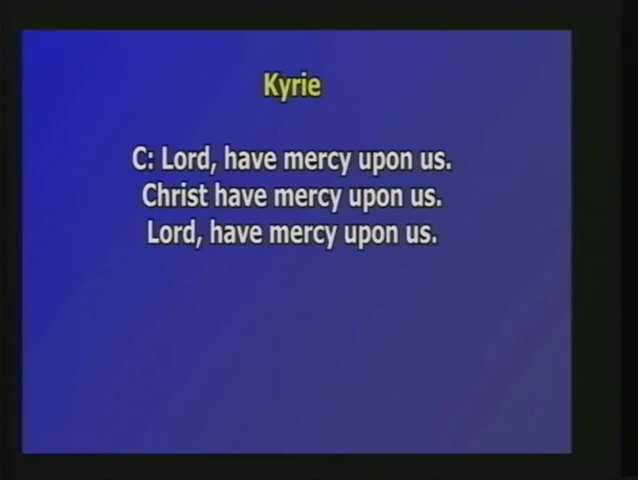 Kyrie
C: Lord, have mercy upon us.
Christ have mercy upon us.
Lord, have mercy upon us.